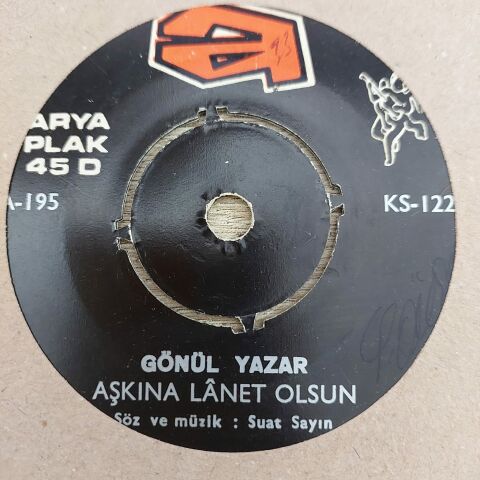 ARYA
PLAK
45 D
A-195
KS-122
GÖNÜL YAZAR
AŞKINA LÂNET OLSUN
Söz ve müzik : Suat Sayın